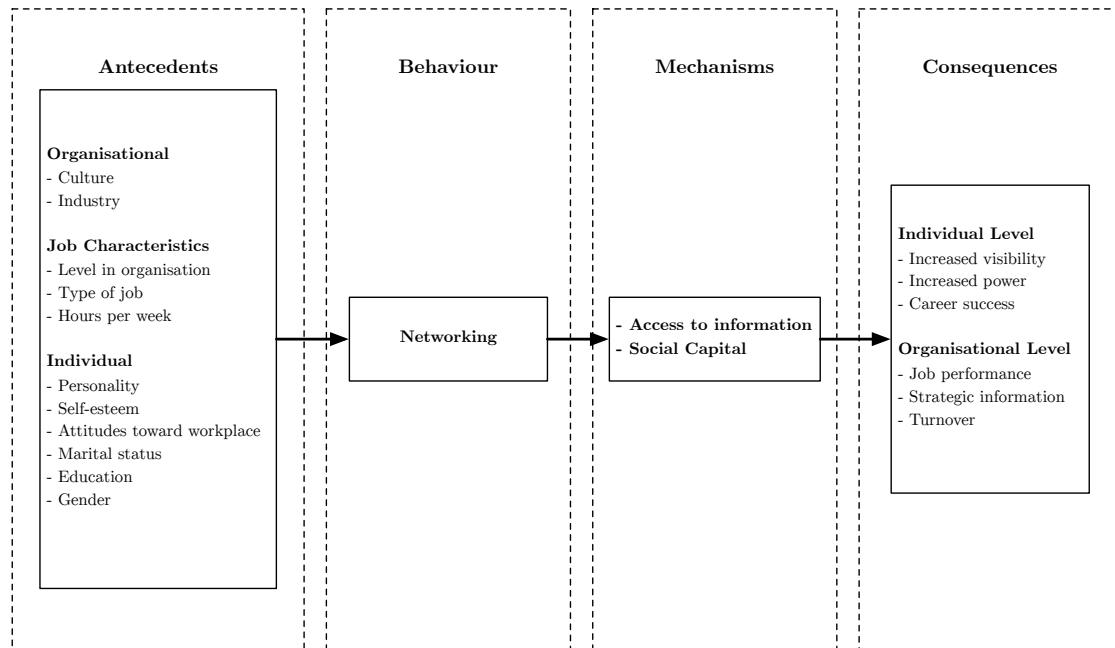 Antecedents
Organisational
- Culture
- Industry
Job Characteristics
- Level in organisation
- Type of job
- Hours per week
Individual
- Personality
- Self-esteem
- Attitudes toward workplace
- Marital status
- Education
- Gender
Behaviour
Networking
Mechanisms
- Access to information
- Social Capital
Consequences
Individual Level
- Increased visibility
- Increased power
- Career success
Organisational Level
- Job performance
- Strategic information
- Turnover